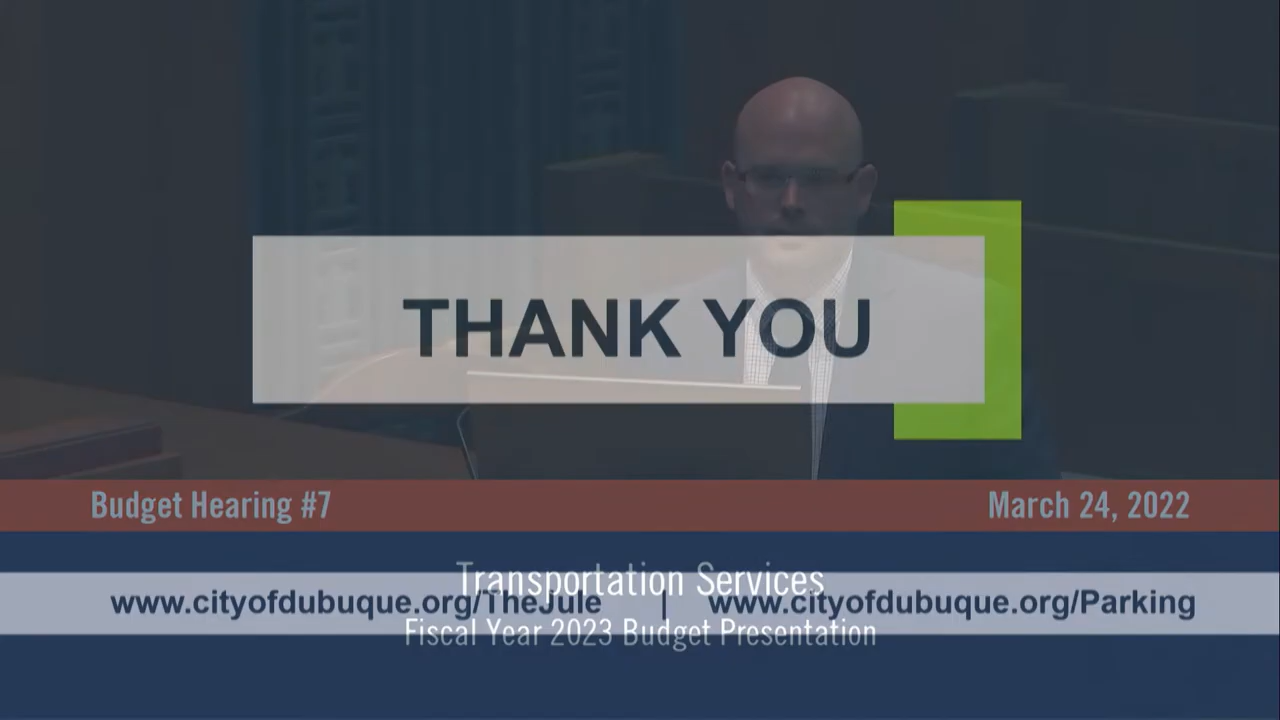 THANK YOU
Budget Hearing #7
March 24, 2022
Transportation Services
www.cityofdubuque.org/TheJule | www.cityofdubuque.org/Parking
Fiscal Year 2023 Budget Presentation